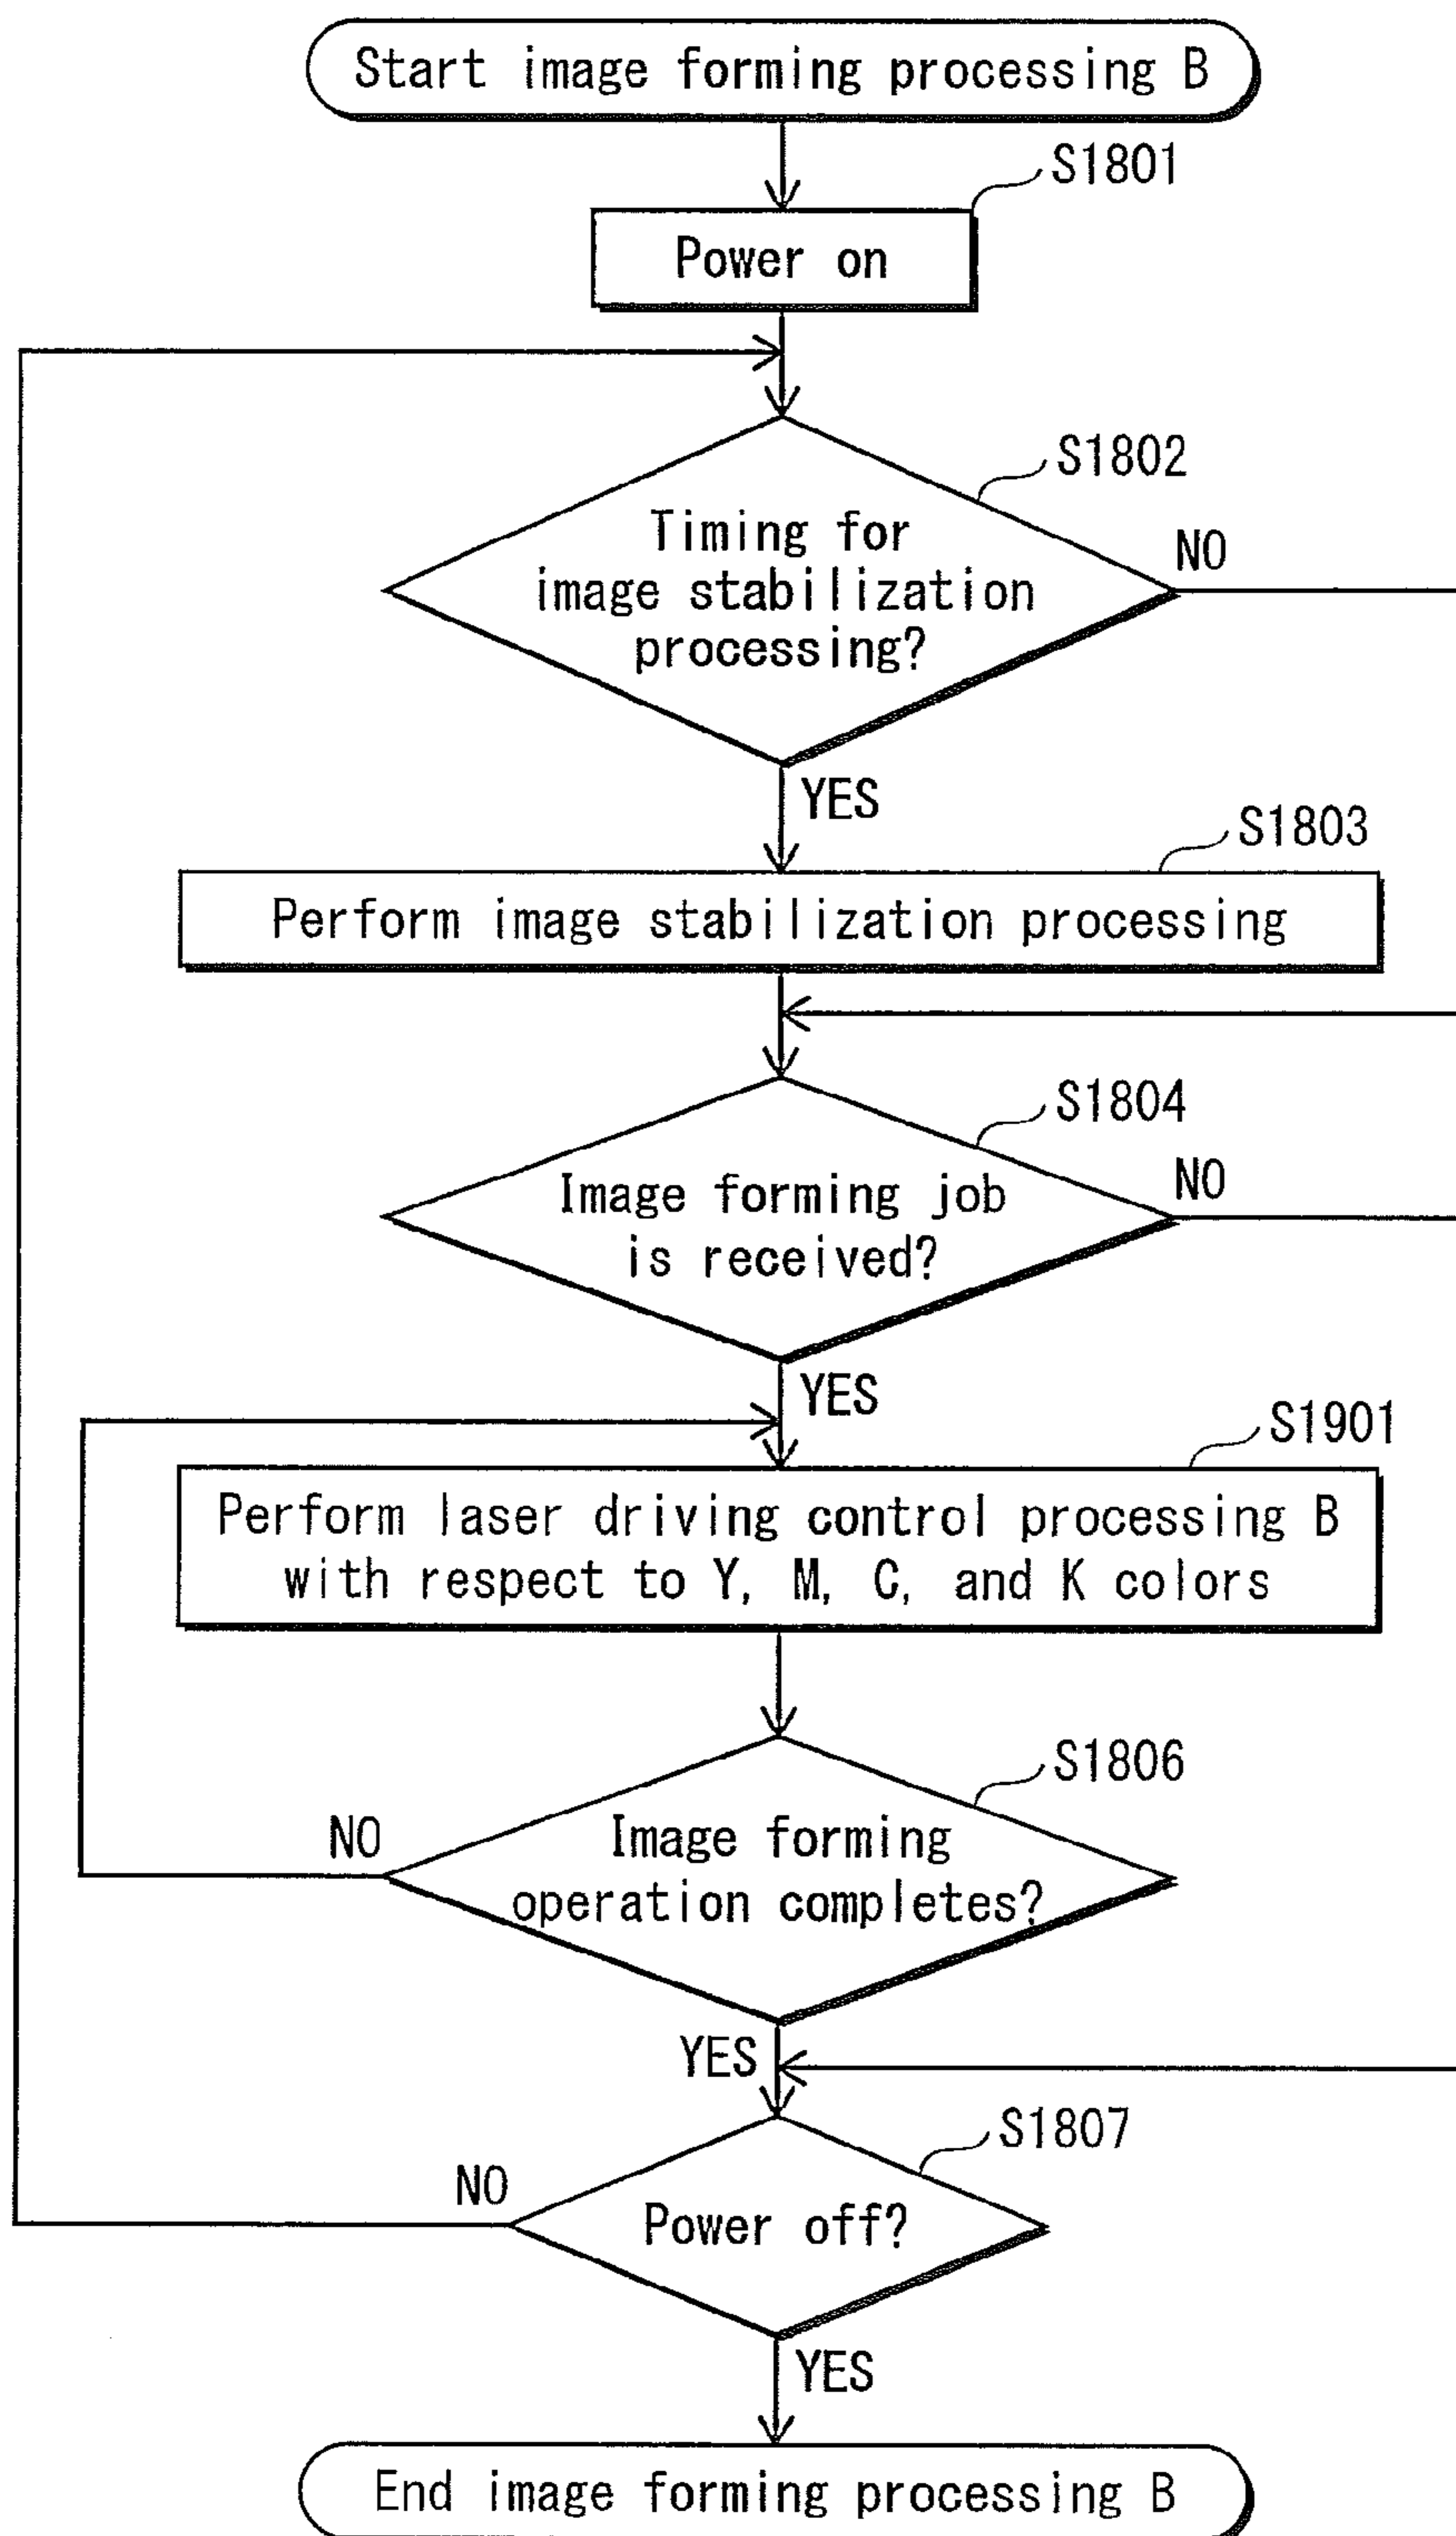 Start image forming processing B
S1801
Power on
S1802
Timing for
image stabilization
processing?
NO
YES
S1803
Perform image stabilization processing
S1804
Image forming job
is received?
NO
YES
S1901
Perform laser driving control processing B
with respect to Y, M, C, and K colors
S1806
Image forming
operation completes?
NO
YES
S1807
Power off?
NO
YES
End image forming processing B